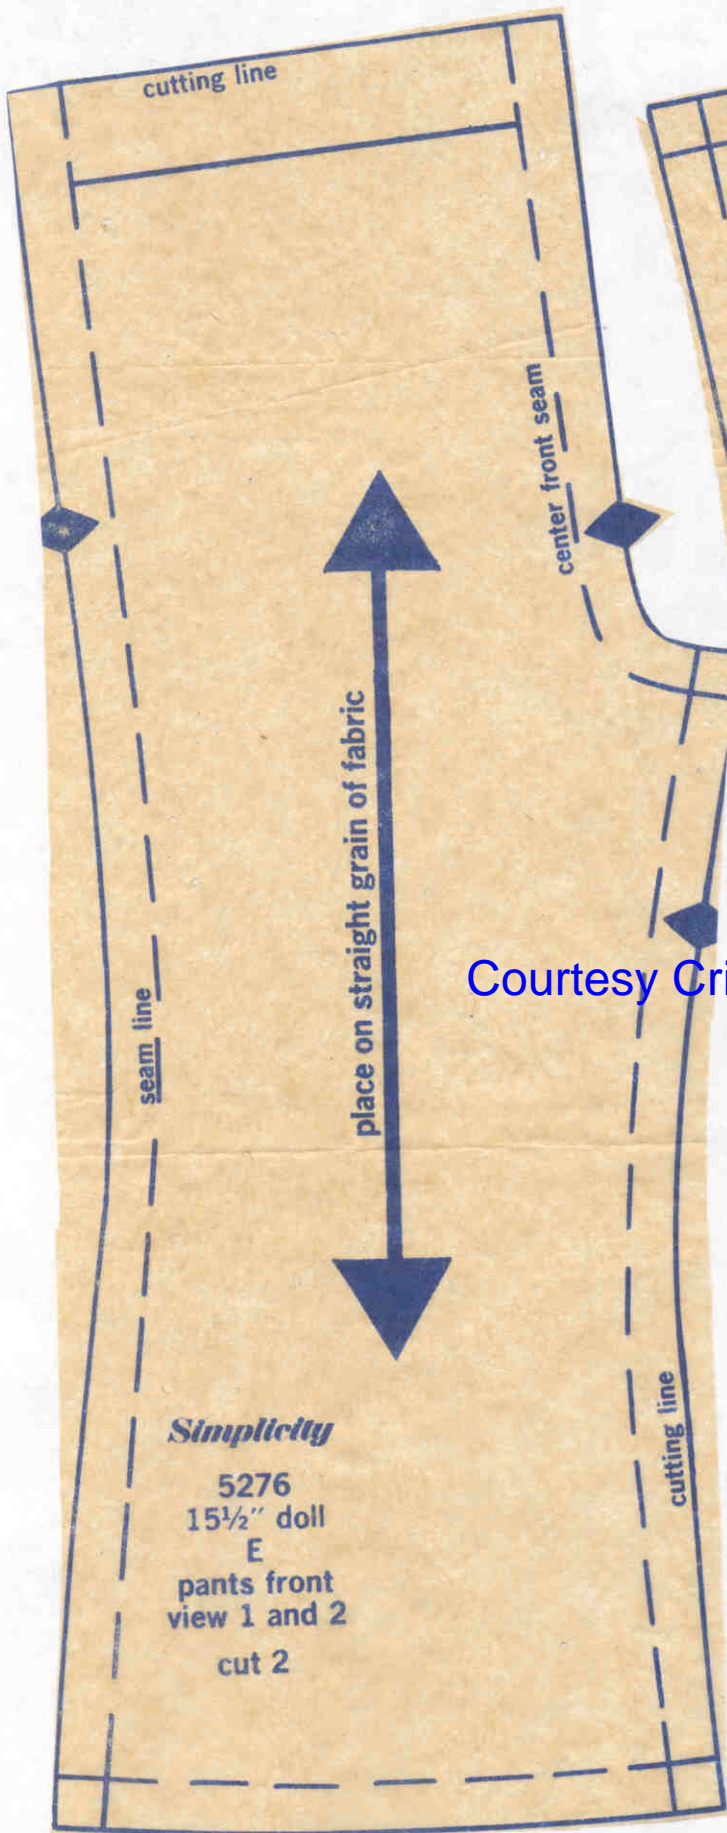 cutting line
center front seam
place on straight grain of fabric
Courtesy Cri
seam line
cutting line
Simplicity
5276
15½″ doll
E
pants front
view 1 and 2
cut 2